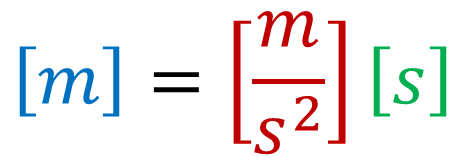 [m] = [m/s²] [s]